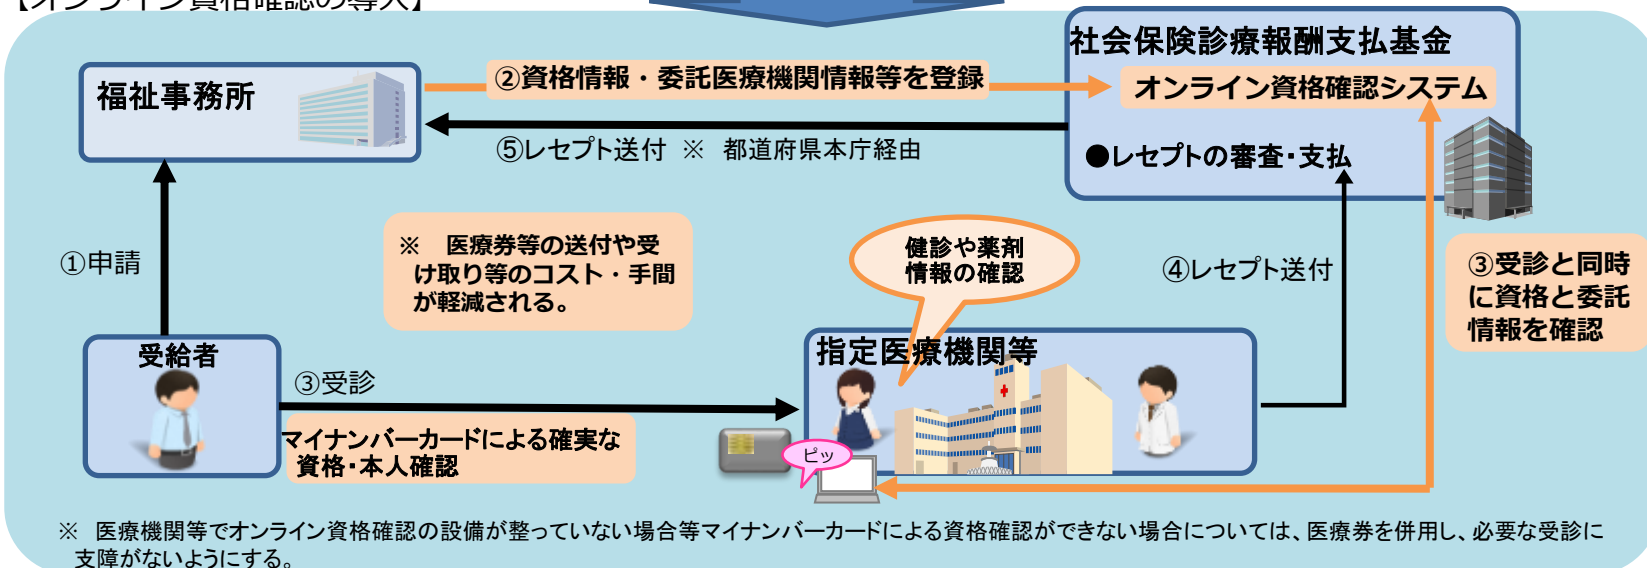 【オンライン資格確認の導入】
社会保険診療報酬支払基金
オンライン資格確認システム
●レセプトの審査・支払
福祉事務所
②資格情報・委託医療機関情報等を登録
⑤レセプト送付 ※ 都道府県本庁経由
①申請
※ 医療券等の送付や受
け取り等のコスト・手間
が軽減される。
健診や薬剤
情報の確認
④レセプト送付
③受診と同時
に資格と委託
情報を確認
受給者
③受診
マイナンバーカードによる確実な
資格・本人確認
指定医療機関等
ピッ
※ 医療機関等でオンライン資格確認の設備が整っていない場合等マイナンバーカードによる資格確認ができない場合については、医療券を併用し、必要な受診に
支障がないようにする。